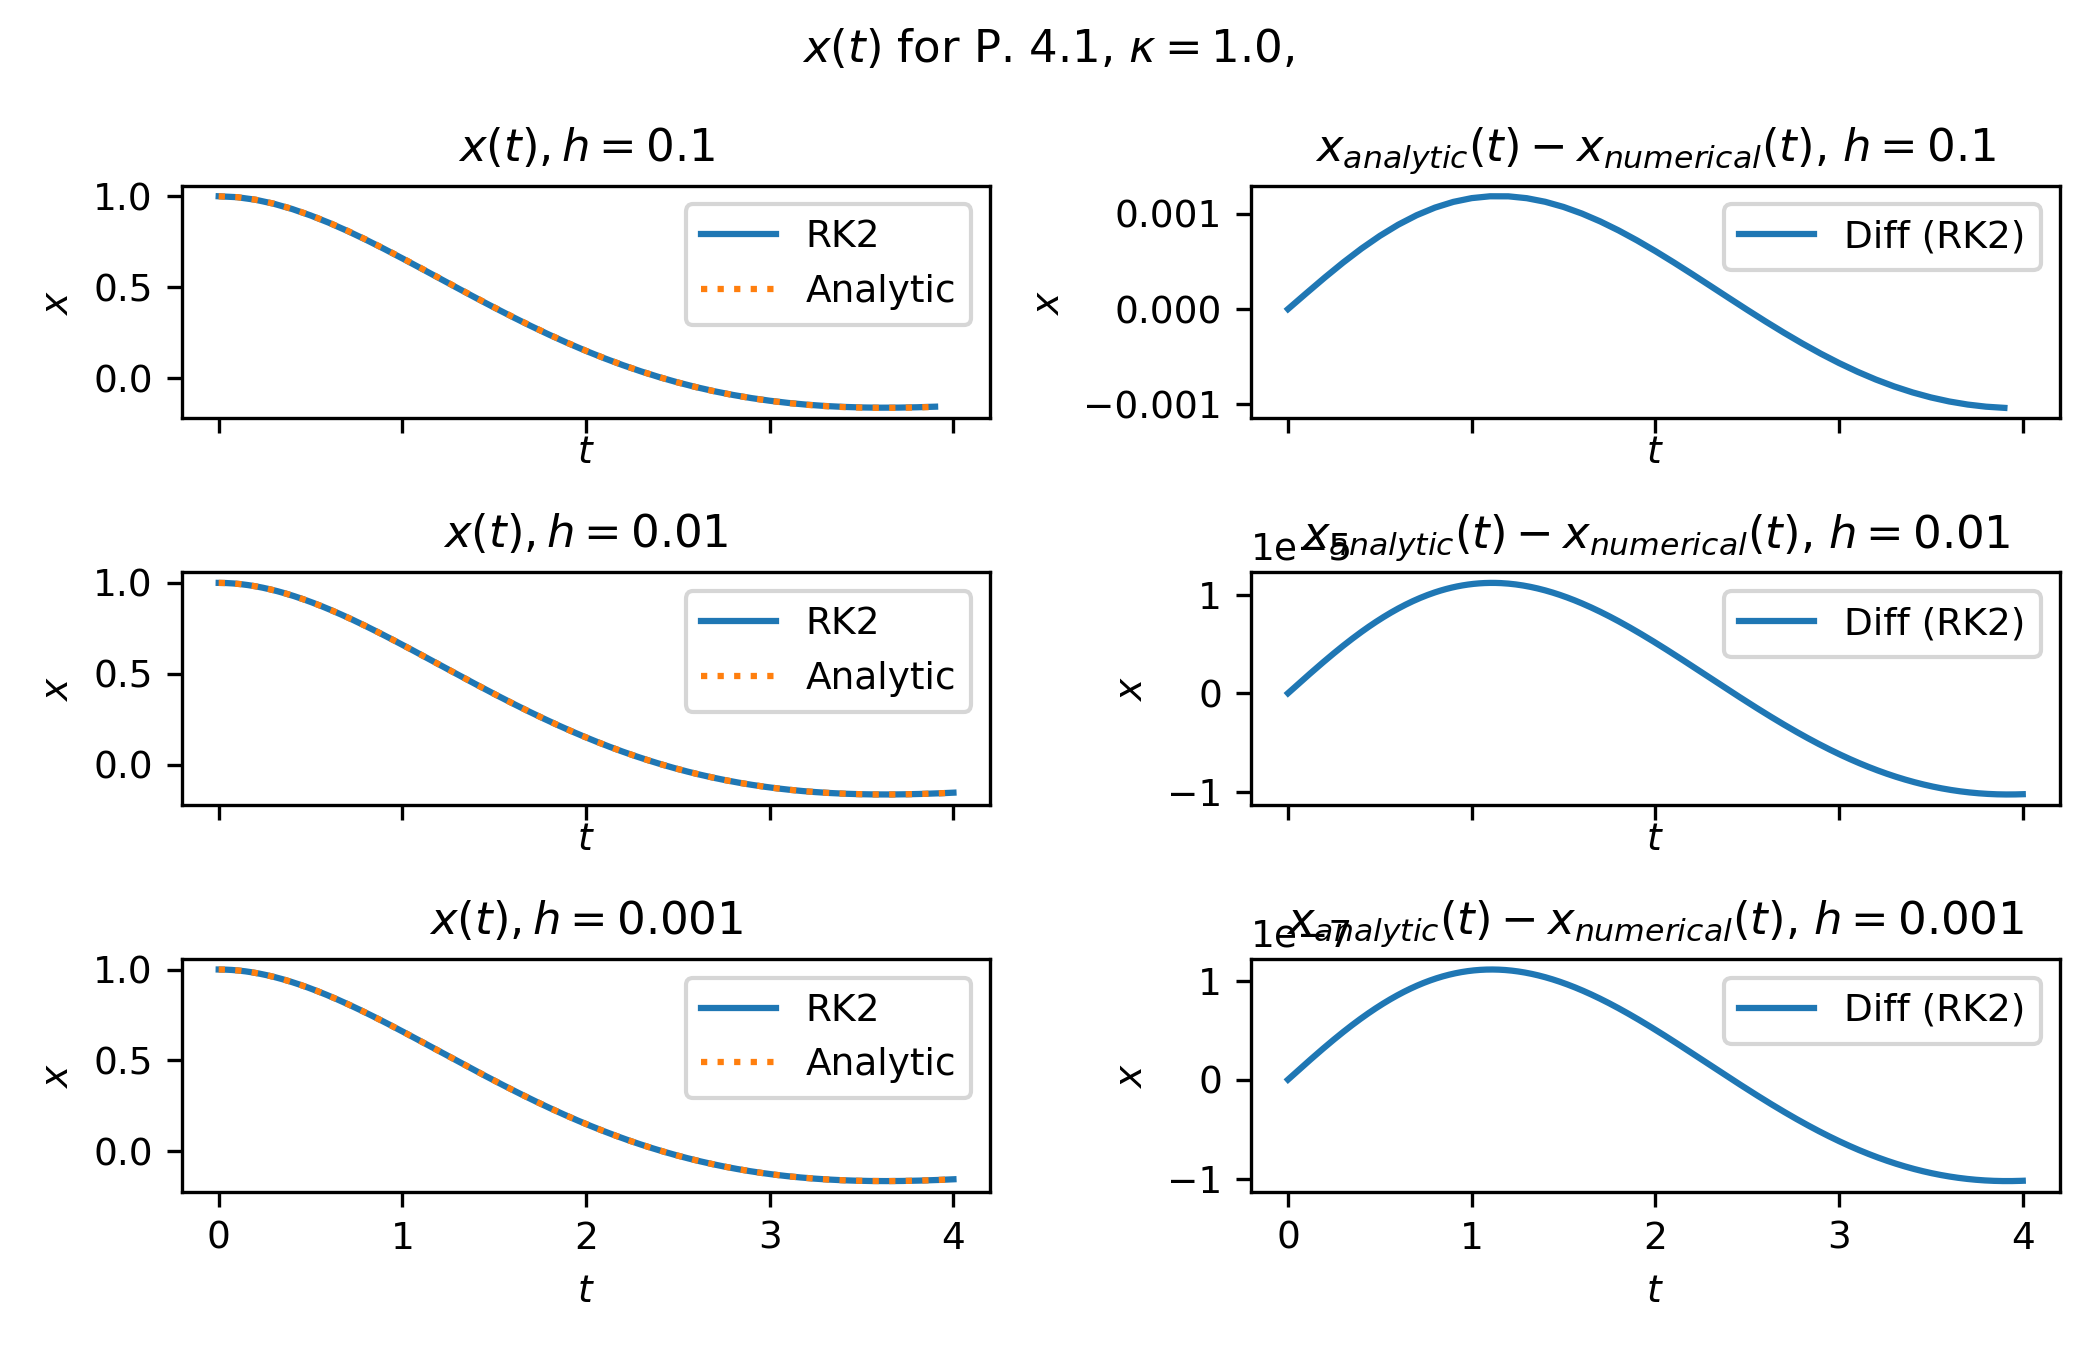 x(t) for P. 4.1, κ = 1.0,
x(t), h = 0.1
1.0
0.5
0.0
x
t
RK2
Analytic
x_analytic(t) − x_numerical(t), h = 0.1
0.001
0.000
−0.001
x
t
Diff (RK2)
x(t), h = 0.01
1.0
0.5
0.0
x
t
RK2
Analytic
x_analytic(t) − x_numerical(t), h = 0.01
1e−5
1
0
−1
x
t
Diff (RK2)
x(t), h = 0.001
1.0
0.5
0.0
x
0 1 2 3 4
t
RK2
Analytic
x_analytic(t) − x_numerical(t), h = 0.001
1e−7
1
0
−1
x
0 1 2 3 4
t
Diff (RK2)